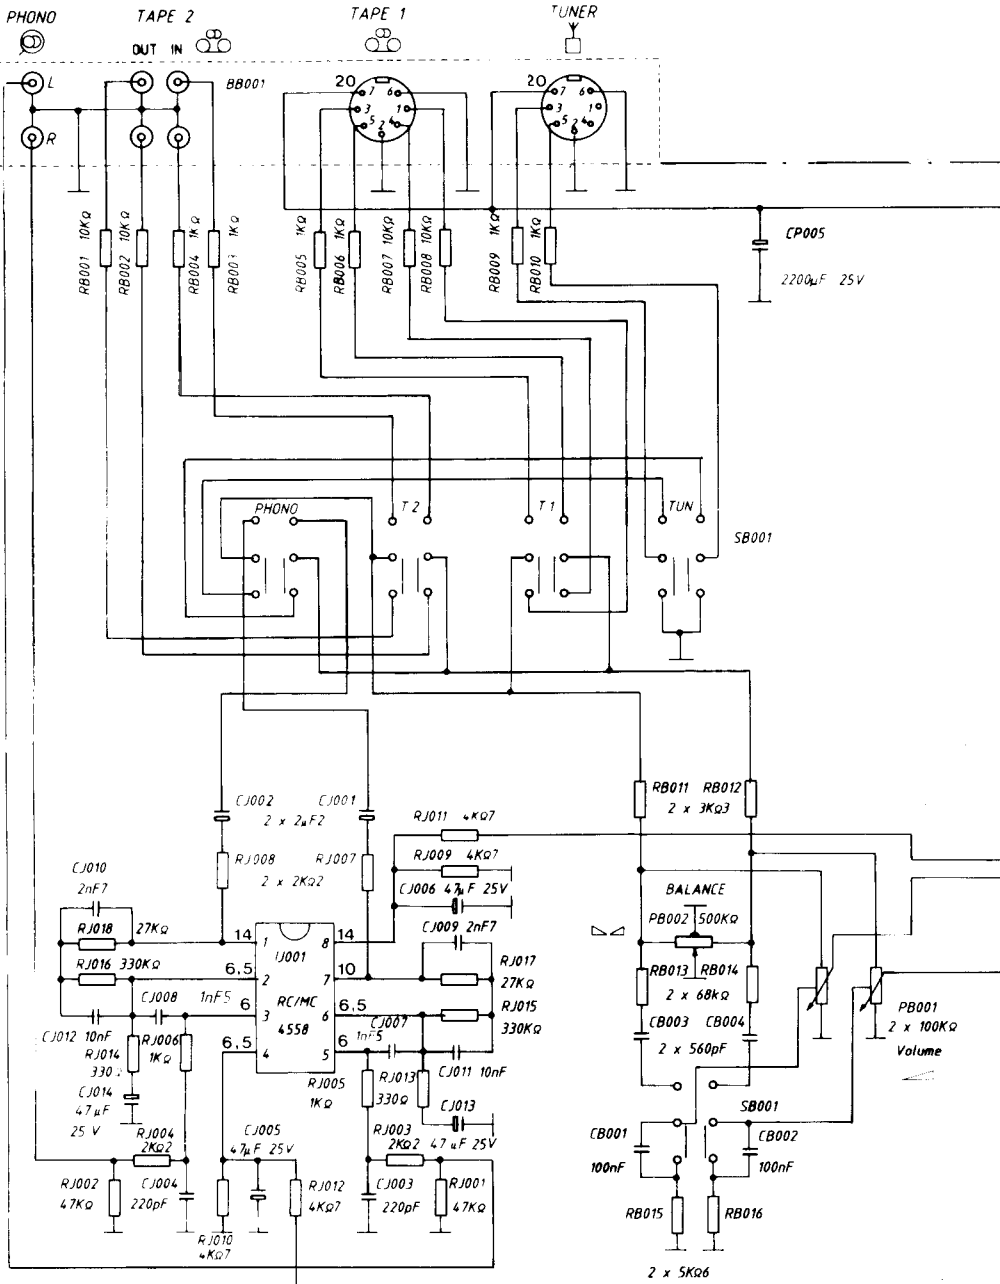 PHONO
TAPE 2
TAPE 1
TUNER
OUT IN
L
BB001
20
7 6
3 1
5 2 4
20
7 6
3 1
5 2 4
R
RB001 10KΩ
RB002 10KΩ
RB004 1KΩ
RB003 1KΩ
RB005 1KΩ
RB006 1KΩ
RB007 10KΩ
RB008 10KΩ
RB009 1KΩ
RB010 1KΩ
CP005
2200µF 25V
PHONO
T2
T1
TUN
SB001
RB011
RB012
2 x 3KΩ3
CJ002
CJ001
2 x 2µF2
RJ011 4KΩ7
RJ008
RJ007
2 x 2KΩ2
RJ009 4KΩ7
CJ006 47µF 25V
CJ010
2nF7
CJ009 2nF7
BALANCE
PB002 500KΩ
RJ018
27KΩ
14
1
IJ001
8
14
RJ016 330KΩ
6,5
2
7
10
RJ017
27KΩ
RB013
RB014
2 x 68kΩ
CJ008
1nF5
6
3
RC/MC
4558
6
6,5
RJ015
330KΩ
PB001
2 x 100KΩ
Volume
CB003
CB004
2 x 560pF
CJ012 10nF
RJ014
330Ω
RJ006
1KΩ
6,5
4
5
6
CJ007
1nF5
CJ011 10nF
RJ005
1KΩ
RJ013
330Ω
CJ014
47µF
25 V
CJ013
47µF 25V
RJ004
2KΩ2
CJ005
47µF 25V
RJ003
2KΩ2
SB001
CB001
100nF
CB002
100nF
RJ002
47KΩ
CJ004
220pF
RJ010
4KΩ7
RJ012
4KΩ7
CJ003
220pF
RJ001
47KΩ
RB015
RB016
2 x 5KΩ6